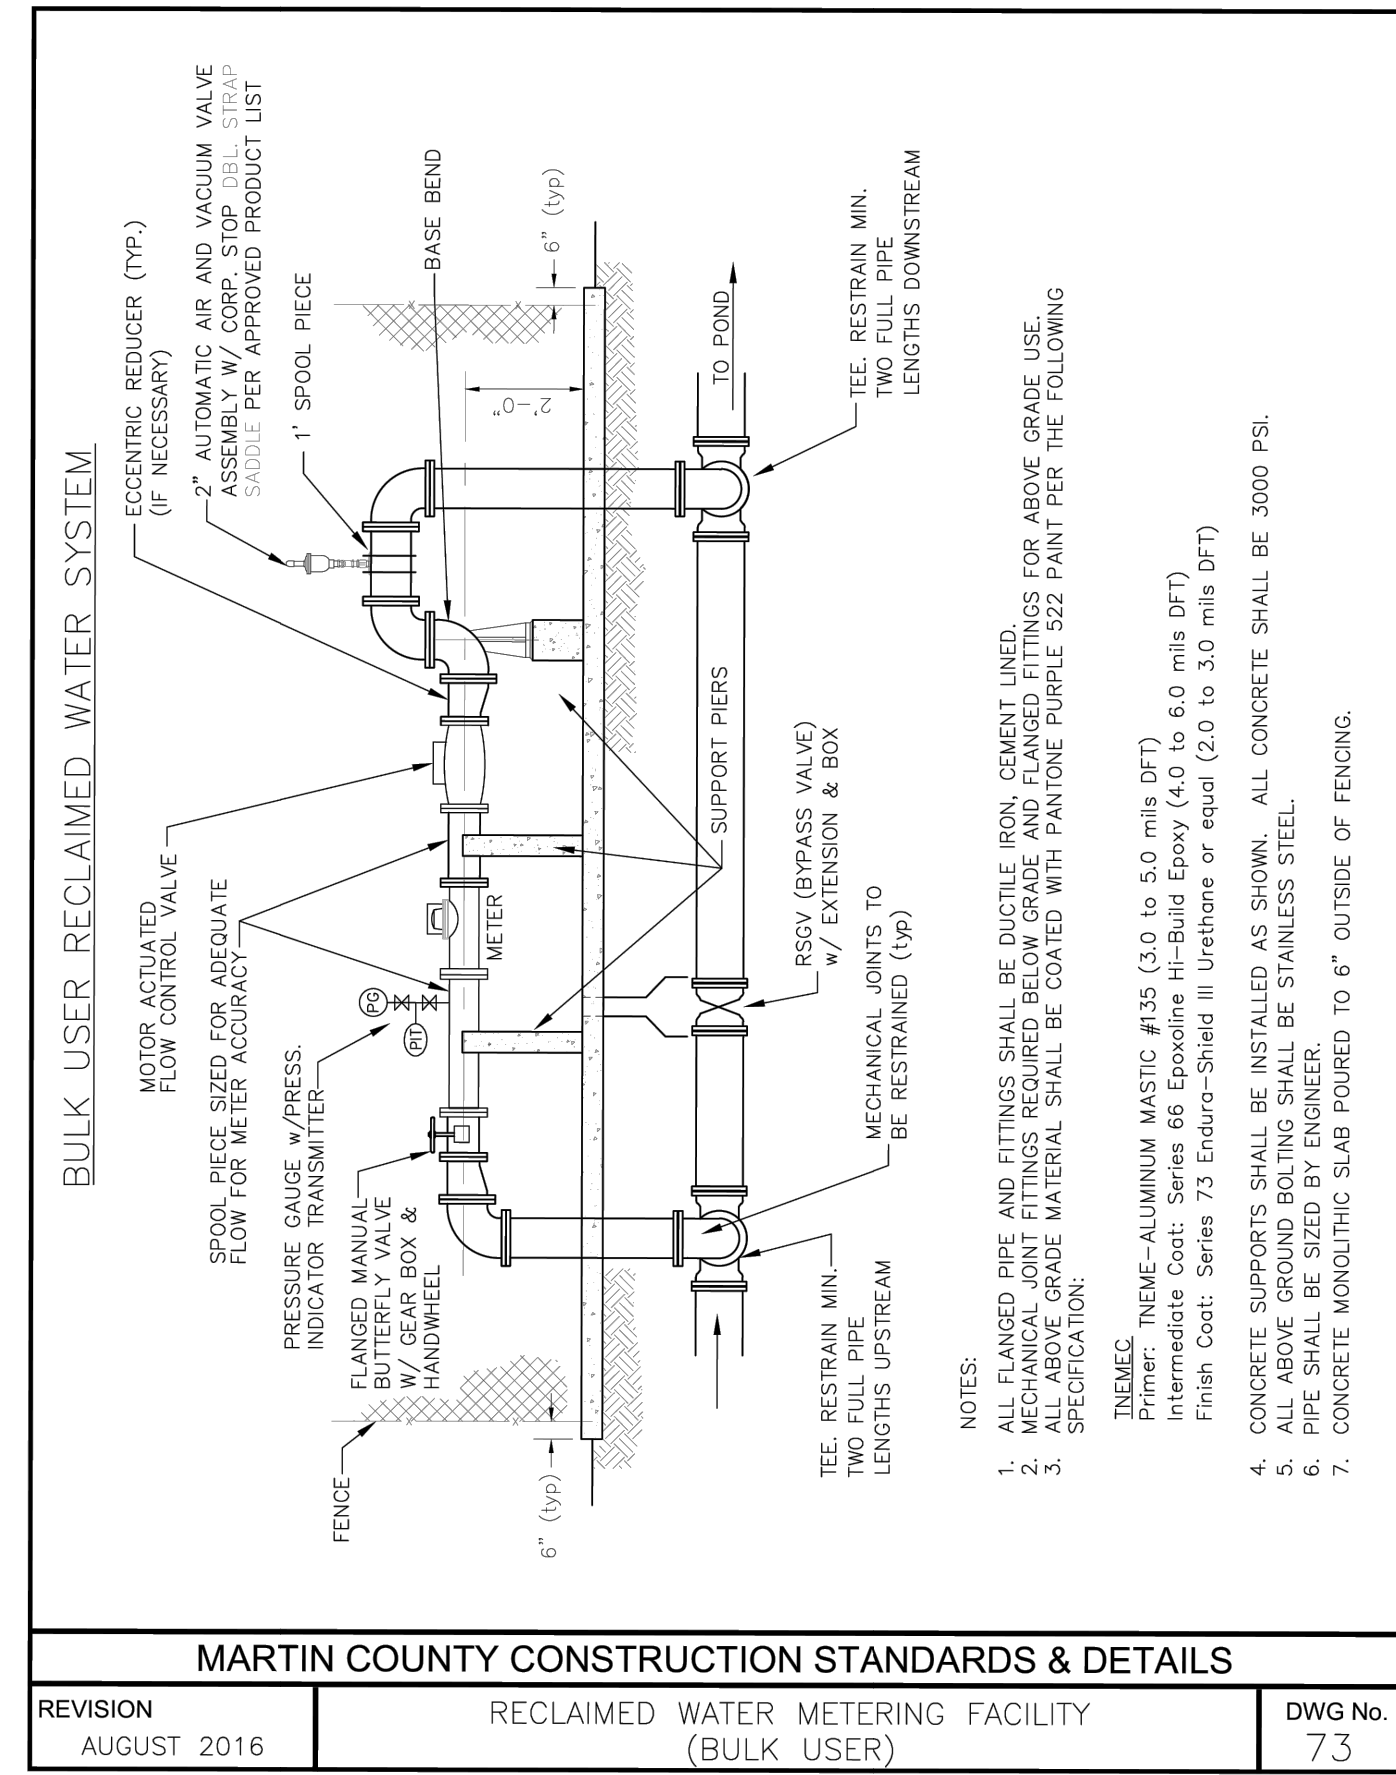 BULK USER RECLAIMED WATER SYSTEM
MOTOR ACTUATED
FLOW CONTROL VALVE
ECCENTRIC REDUCER (TYP.)
(IF NECESSARY)
2" AUTOMATIC AIR AND VACUUM VALVE
ASSEMBLY W/ CORP. STOP DBL. STRAP
SADDLE PER APPROVED PRODUCT LIST
1' SPOOL PIECE
SPOOL PIECE SIZED FOR ADEQUATE
FLOW FOR METER ACCURACY
PRESSURE GAUGE w/PRESS.
INDICATOR TRANSMITTER
FLANGED MANUAL
BUTTERFLY VALVE
W/ GEAR BOX &
HANDWHEEL
FENCE
PG
PIT
METER
BASE BEND
2'-0"
6" (typ)
6" (typ)
SUPPORT PIERS
TO POND
TEE. RESTRAIN MIN.
TWO FULL PIPE
LENGTHS UPSTREAM
MECHANICAL JOINTS TO
BE RESTRAINED (typ)
RSGV (BYPASS VALVE)
w/ EXTENSION & BOX
TEE. RESTRAIN MIN.
TWO FULL PIPE
LENGTHS DOWNSTREAM
NOTES:
1. ALL FLANGED PIPE AND FITTINGS SHALL BE DUCTILE IRON, CEMENT LINED.
2. MECHANICAL JOINT FITTINGS REQUIRED BELOW GRADE AND FLANGED FITTINGS FOR ABOVE GRADE USE.
3. ALL ABOVE GRADE MATERIAL SHALL BE COATED WITH PANTONE PURPLE 522 PAINT PER THE FOLLOWING
SPECIFICATION:
TNEMEC
Primer: TNEME-ALUMINUM MASTIC #135 (3.0 to 5.0 mils DFT)
Intermediate Coat: Series 66 Epoxoline Hi-Build Epoxy (4.0 to 6.0 mils DFT)
Finish Coat: Series 73 Endura-Shield III Urethane or equal (2.0 to 3.0 mils DFT)
4. CONCRETE SUPPORTS SHALL BE INSTALLED AS SHOWN. ALL CONCRETE SHALL BE 3000 PSI.
5. ALL ABOVE GROUND BOLTING SHALL BE STAINLESS STEEL.
6. PIPE SHALL BE SIZED BY ENGINEER.
7. CONCRETE MONOLITHIC SLAB POURED TO 6" OUTSIDE OF FENCING.
MARTIN COUNTY CONSTRUCTION STANDARDS & DETAILS
REVISION
AUGUST 2016
RECLAIMED WATER METERING FACILITY
(BULK USER)
DWG No.
73